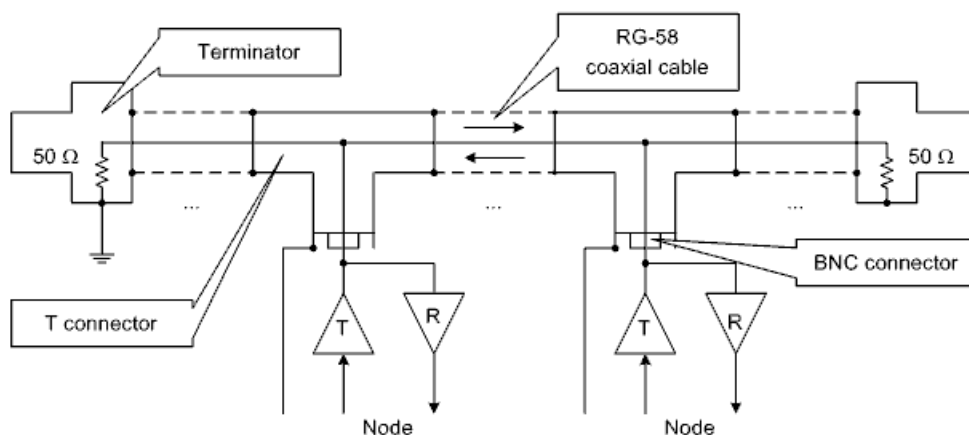 Terminator
RG-58
coaxial cable
50 Ω
50 Ω
...
...
...
BNC connector
T connector
T
R
T
R
Node
Node